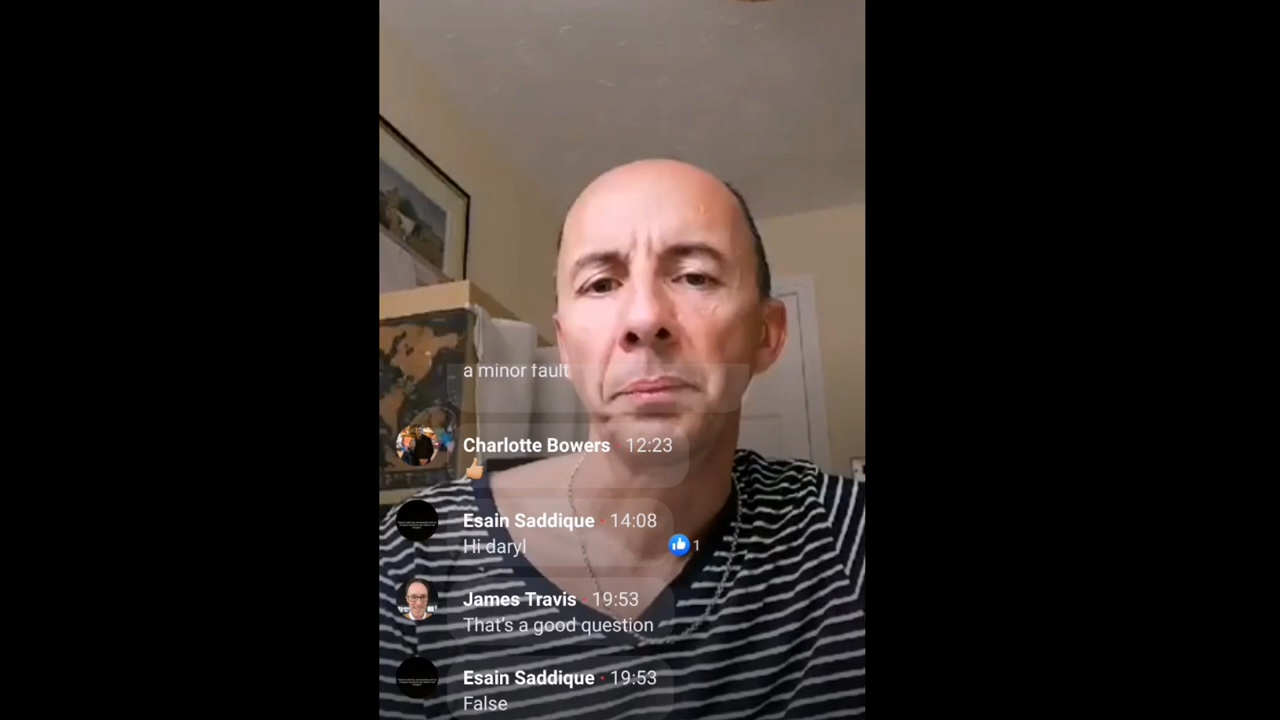 a minor fault
Charlotte Bowers · 12:23
👍
Esain Saddique · 14:08
Hi daryl
1
James Travis · 19:53
That's a good question
Esain Saddique · 19:53
False